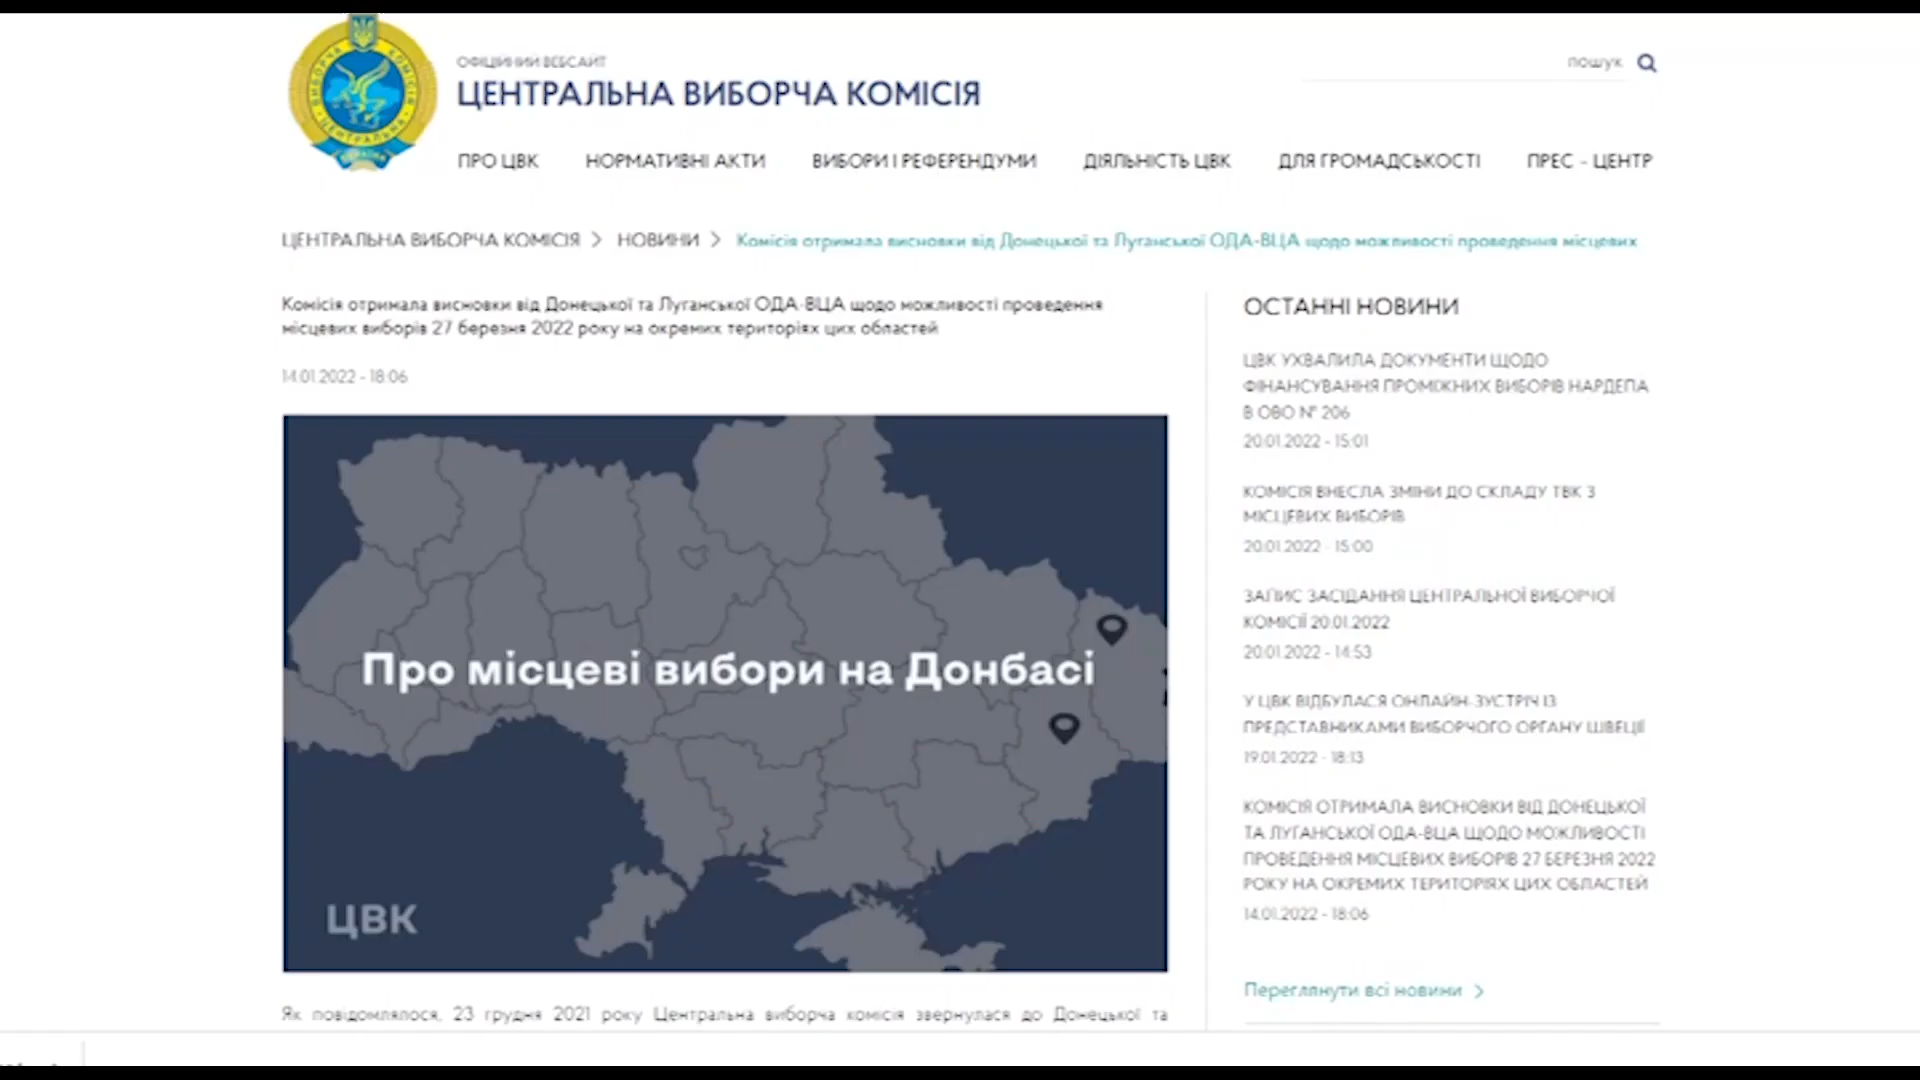 ОФІЦІЙНИЙ ВЕБСАЙТ
ЦЕНТРАЛЬНА ВИБОРЧА КОМІСІЯ
пошук
ВИБОРЧА КОМІСІЯ
ЦЕНТРАЛЬНА
УКРАЇНА
ПРО ЦВК
НОРМАТИВНІ АКТИ
ВИБОРИ І РЕФЕРЕНДУМИ
ДІЯЛЬНІСТЬ ЦВК
ДЛЯ ГРОМАДСЬКОСТІ
ПРЕС - ЦЕНТР
ЦЕНТРАЛЬНА ВИБОРЧА КОМІСІЯ > НОВИНИ > Комісія отримала висновки від Донецької та Луганської ОДА-ВЦА щодо можливості проведення місцевих
Комісія отримала висновки від Донецької та Луганської ОДА-ВЦА щодо можливості проведення
місцевих виборів 27 березня 2022 року на окремих територіях цих областей
14.01.2022 - 18:06
Про місцеві вибори на Донбасі
ЦВК
Як повідомлялося, 23 грудня 2021 року Центральна виборча комісія звернулася до Донецької та
ОСТАННІ НОВИНИ
ЦВК УХВАЛИЛА ДОКУМЕНТИ ЩОДО
ФІНАНСУВАННЯ ПРОМІЖНИХ ВИБОРІВ НАРДЕПА
В ОВО № 206
20.01.2022 - 15:01
КОМІСІЯ ВНЕСЛА ЗМІНИ ДО СКЛАДУ ТВК З
МІСЦЕВИХ ВИБОРІВ
20.01.2022 - 15:00
ЗАПИС ЗАСІДАННЯ ЦЕНТРАЛЬНОЇ ВИБОРЧОЇ
КОМІСІЇ 20.01.2022
20.01.2022 - 14:53
У ЦВК ВІДБУЛАСЯ ОНЛАЙН-ЗУСТРІЧ ІЗ
ПРЕДСТАВНИКАМИ ВИБОРЧОГО ОРГАНУ ШВЕЦІЇ
19.01.2022 - 18:13
КОМІСІЯ ОТРИМАЛА ВИСНОВКИ ВІД ДОНЕЦЬКОЇ
ТА ЛУГАНСЬКОЇ ОДА-ВЦА ЩОДО МОЖЛИВОСТІ
ПРОВЕДЕННЯ МІСЦЕВИХ ВИБОРІВ 27 БЕРЕЗНЯ 2022
РОКУ НА ОКРЕМИХ ТЕРИТОРІЯХ ЦИХ ОБЛАСТЕЙ
14.01.2022 - 18:06
Переглянути всі новини >